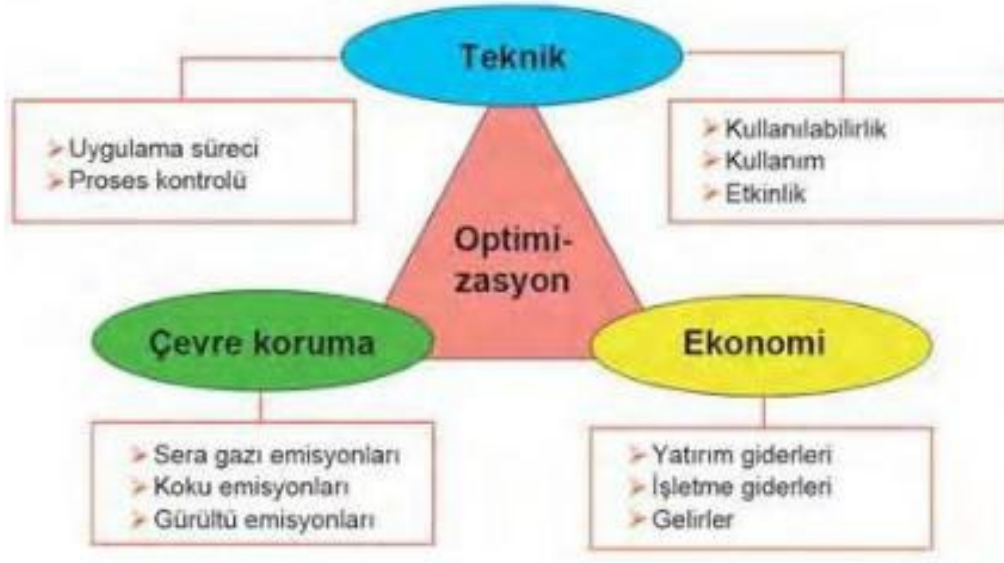 Teknik
Uygulama süreci
Proses kontrolü
Kullanılabilirlik
Kullanım
Etkinlik
Optimi-
zasyon
Çevre koruma
Ekonomi
Sera gazı emisyonları
Koku emisyonları
Gürültü emisyonları
Yatırım giderleri
İşletme giderleri
Gelirler